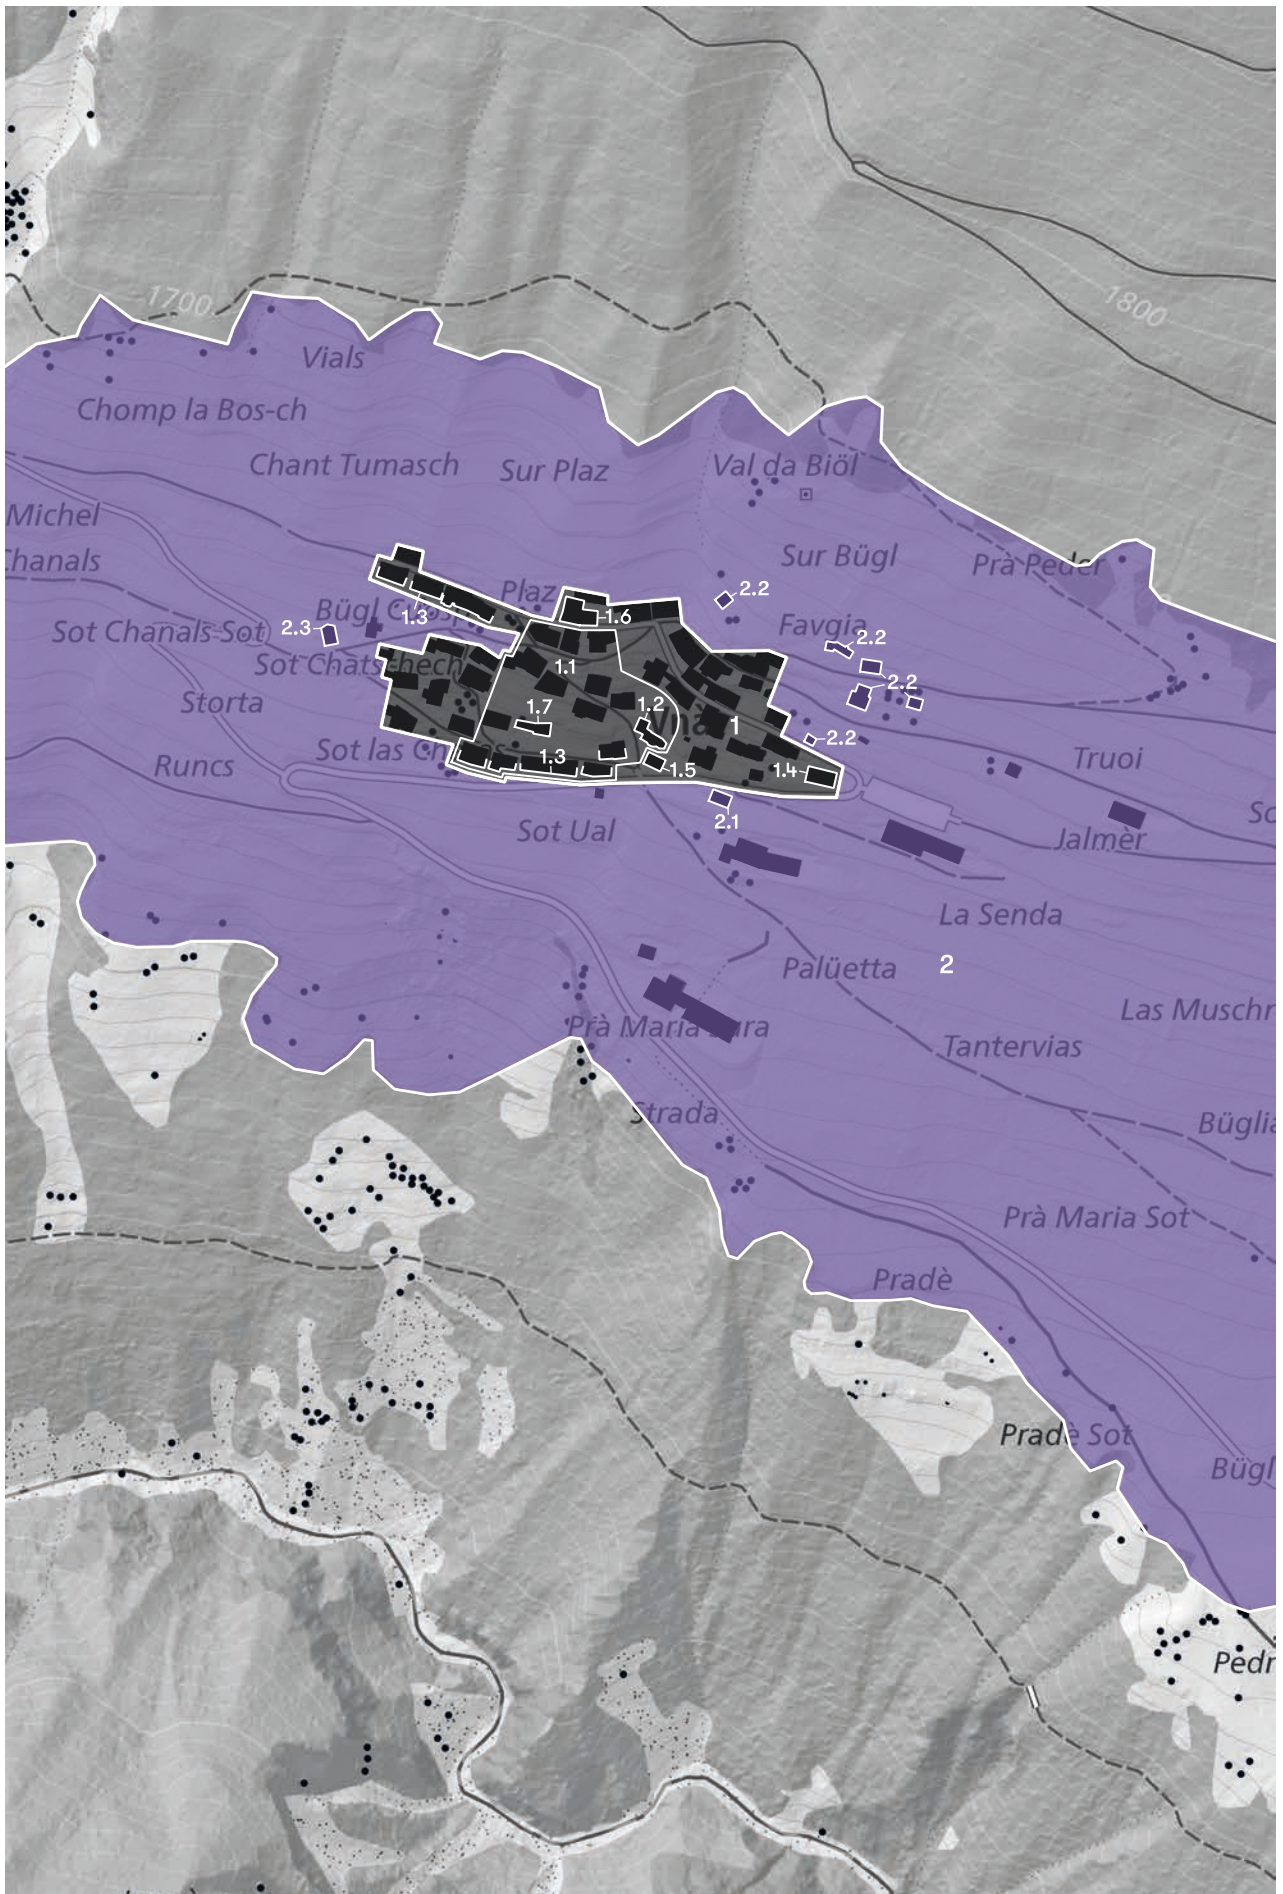 1700
1800
Vials
Chomp la Bos-ch
Chant Tumasch
Sur Plaz
Val da Biöl
Michel
Chanals
Sur Bügl
Prà Peder
Plaz
2.2
Bügl
1.3
1.6
Favgia
2.3
Sot Chanals-Sot
2.2
Sot Chats-chech
1.1
2.2
Storta
1.7
1.2
1
2.2
Sot las
1.3
Truoi
Runcs
1.5
1.4
2.1
Sot Ual
Jalmèr
La Senda
Palüetta
2
Las Muschn
Prà Maria Sura
Tantervias
Strada
Büglia
Prà Maria Sot
Pradè
Pradè Sot
Bügl
Pedr